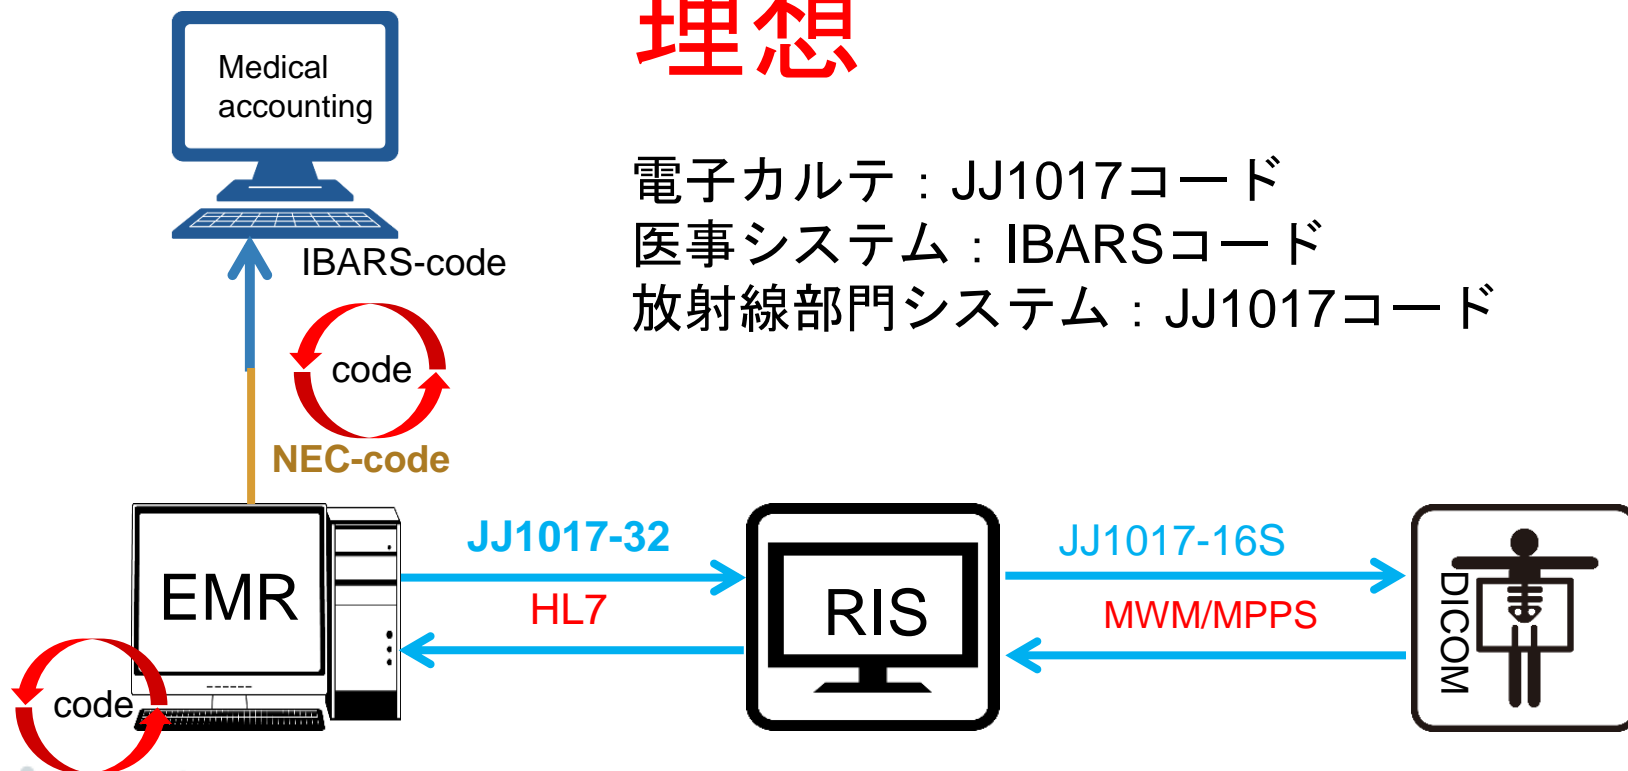 理想
Medical
accounting
電子カルテ：JJ1017コード
医事システム：IBARSコード
放射線部門システム：JJ1017コード
IBARS-code
code
NEC-code
JJ1017-32
HL7
JJ1017-16S
MWM/MPPS
EMR
RIS
DICOM
code